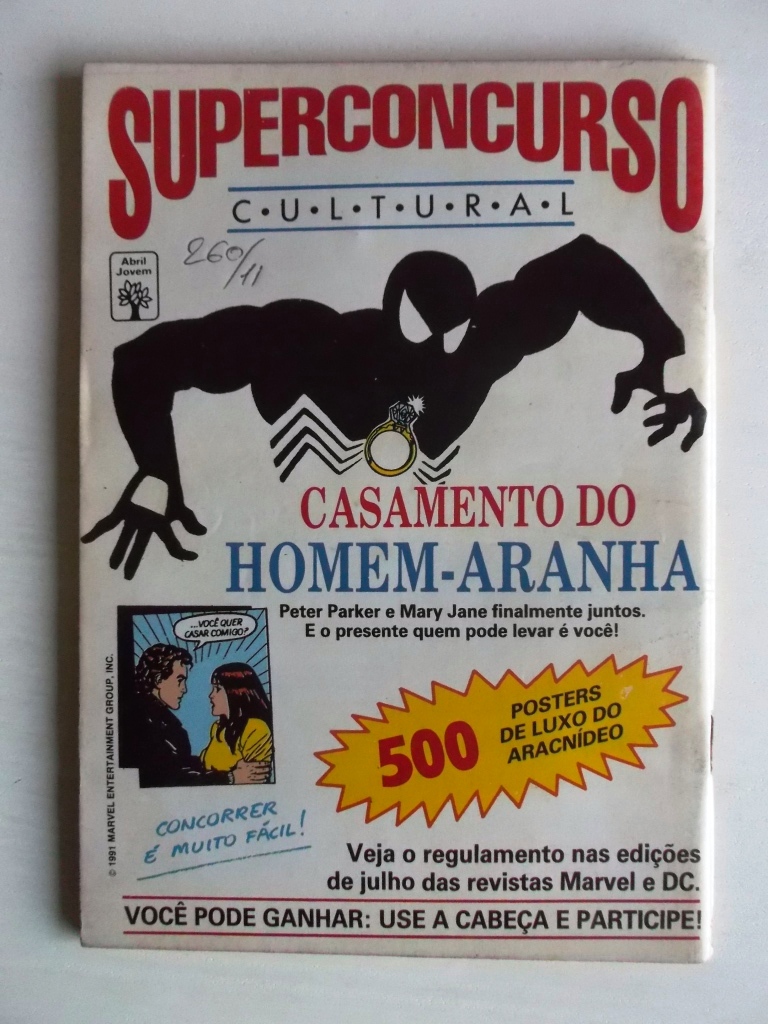 SUPERCONCURSO
C•U•L•T•U•R•A•L
Abril
Jovem
260/11
CASAMENTO DO
HOMEM-ARANHA
Peter Parker e Mary Jane finalmente juntos.
E o presente quem pode levar é você!
...VOCÊ QUER
CASAR COMIGO?
500
POSTERS
DE LUXO DO
ARACNÍDEO
© 1991 MARVEL ENTERTAINMENT GROUP, INC.
CONCORRER
É MUITO FÁCIL!
Veja o regulamento nas edições
de julho das revistas Marvel e DC.
VOCÊ PODE GANHAR: USE A CABEÇA E PARTICIPE!